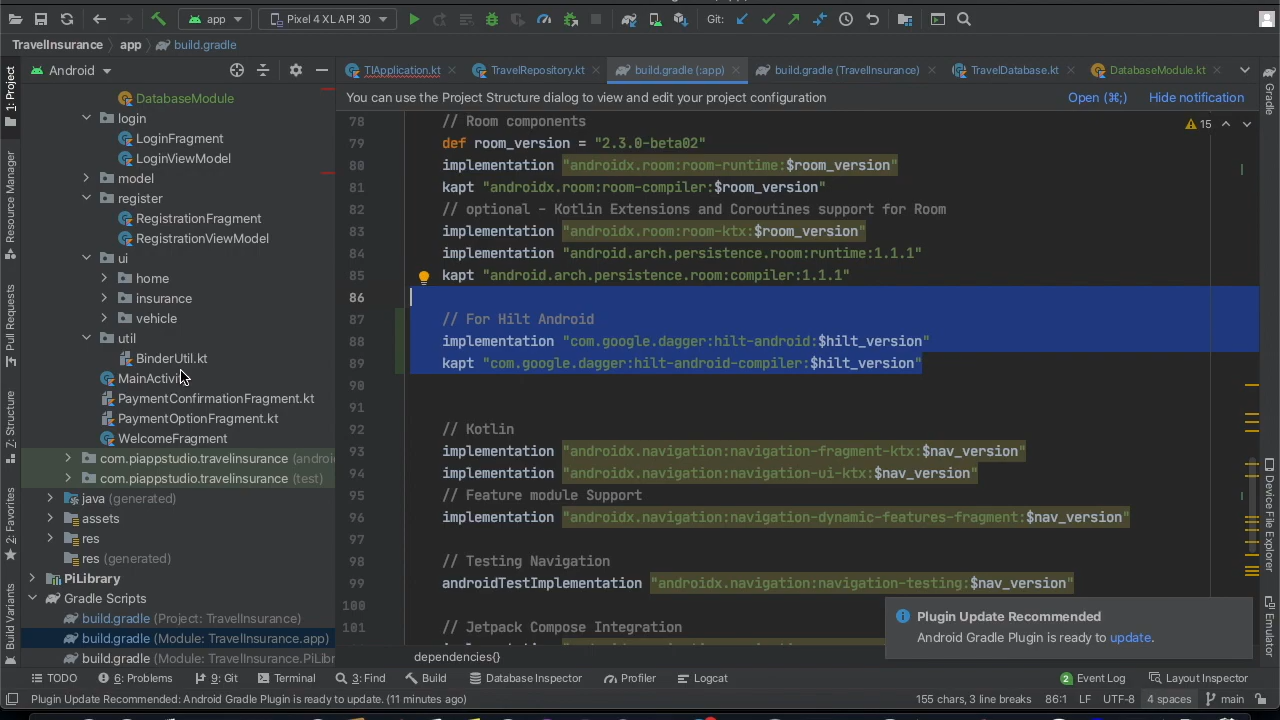 app
Pixel 4 XL API 30
Git:
TravelInsurance
app
build.gradle
Android
TIApplication.kt
TravelRepository.kt
build.gradle (:app)
build.gradle (TravelInsurance)
TravelDatabase.kt
DatabaseModule.kt
You can use the Project Structure dialog to view and edit your project configuration
Open (⌘;)
Hide notification
1: Project
Resource Manager
Pull Requests
7: Structure
2: Favorites
Build Variants
DatabaseModule
login
LoginFragment
LoginViewModel
model
register
RegistrationFragment
RegistrationViewModel
ui
home
insurance
vehicle
util
BinderUtil.kt
PaymentConfirmationFragment.kt
PaymentOptionFragment.kt
WelcomeFragment
com.piappstudio.travelinsurance (androi
com.piappstudio.travelinsurance (test)
java (generated)
assets
res
res (generated)
PiLibrary
Gradle Scripts
build.gradle (Project: TravelInsurance)
build.gradle (Module: TravelInsurance.app)
build.gradle (Module: TravelInsurance.PiLibr
15
78 // Room components
79 def room_version = "2.3.0-beta02"
80 implementation "androidx.room:room-runtime:$room_version"
81 kapt "androidx.room:room-compiler:$room_version"
82 // optional - Kotlin Extensions and Coroutines support for Room
83 implementation "androidx.room:room-ktx:$room_version"
84 implementation "android.arch.persistence.room:runtime:1.1.1"
85 kapt "android.arch.persistence.room:compiler:1.1.1"
86
87 // For Hilt Android
88 implementation "com.google.dagger:hilt-android:$hilt_version"
89 kapt "com.google.dagger:hilt-android-compiler:$hilt_version"
90
91
92 // Kotlin
93 implementation "androidx.navigation:navigation-fragment-ktx:$nav_version"
94 implementation "androidx.navigation:navigation-ui-ktx:$nav_version"
95 // Feature module Support
96 implementation "androidx.navigation:navigation-dynamic-features-fragment:$nav_version"
97
98 // Testing Navigation
99 androidTestImplementation "androidx.navigation:navigation-testing:$nav_version"
100
101 // Jetpack Compose Integration
dependencies{}
Gradle
Device File Explorer
Emulator
Plugin Update Recommended
Android Gradle Plugin is ready to update.
TODO
6: Problems
9: Git
Terminal
3: Find
Build
Database Inspector
Profiler
Logcat
2 Event Log
Layout Inspector
Plugin Update Recommended: Android Gradle Plugin is ready to update. (11 minutes ago)
155 chars, 3 line breaks
86:1
LF
UTF-8
4 spaces
main